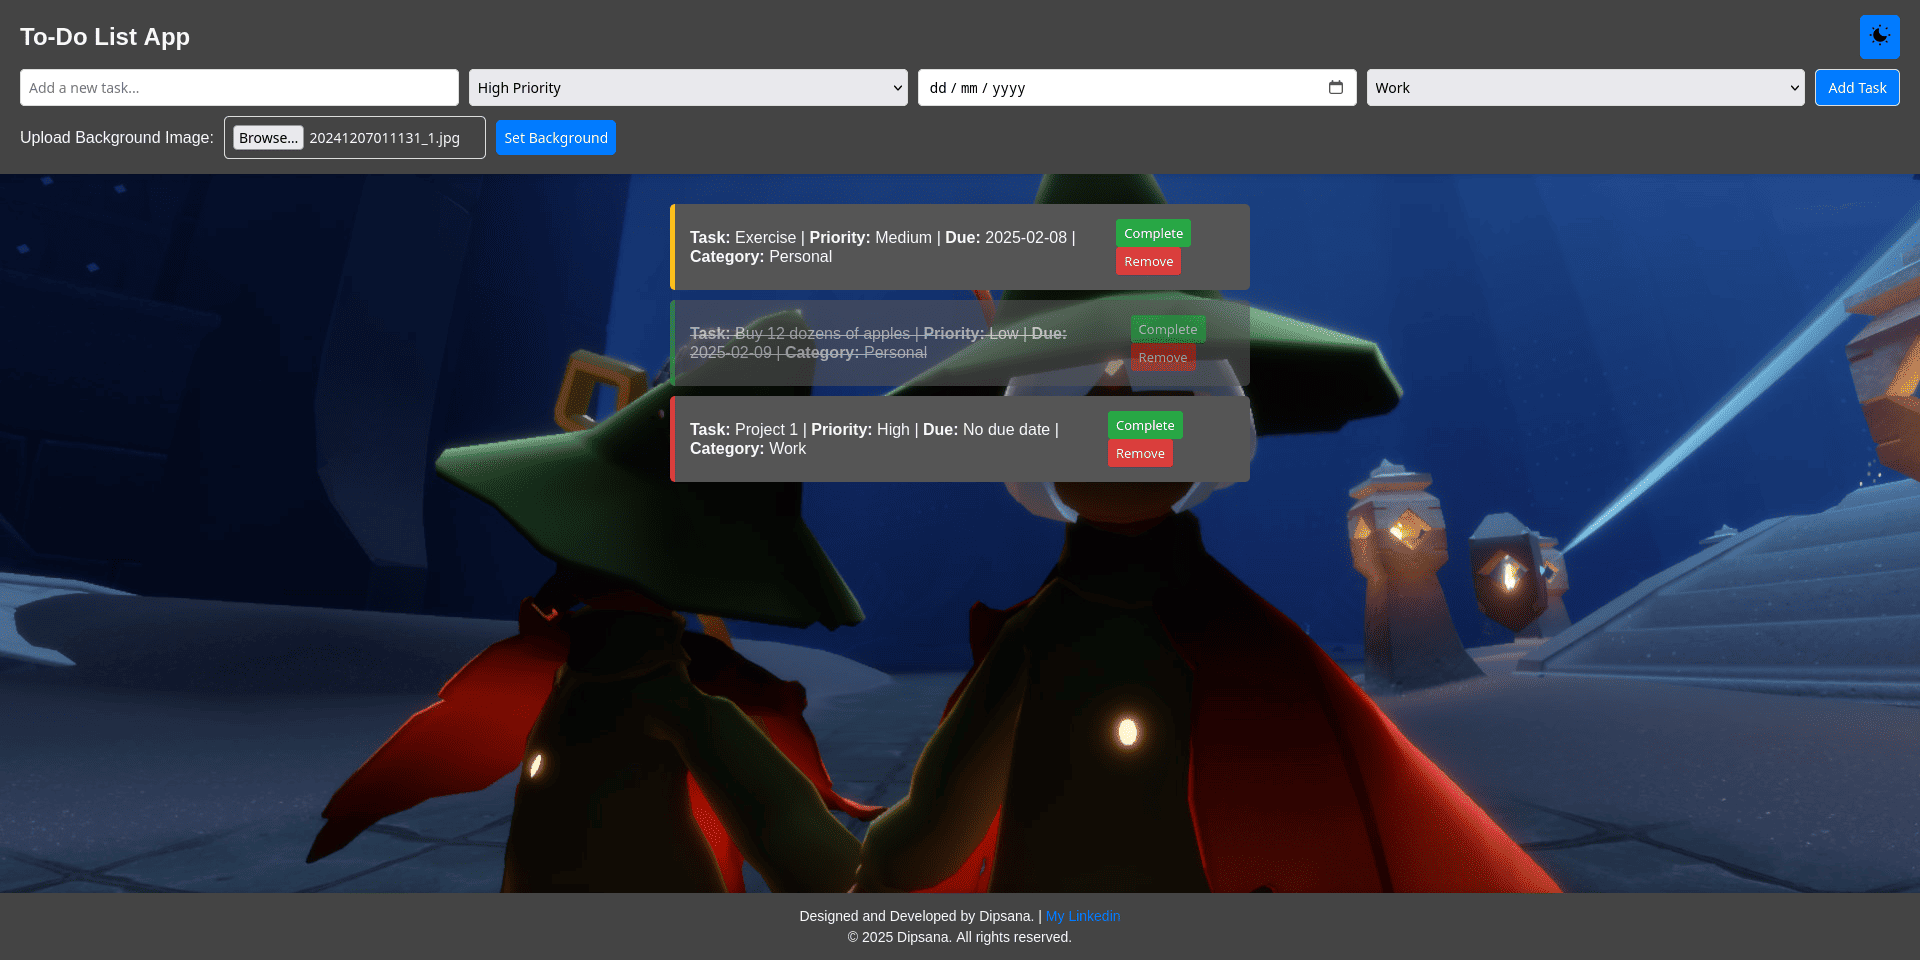 To-Do List App
Add a new task...
High Priority
dd / mm / yyyy
Work
Add Task
Upload Background Image:
Browse...
20241207011131_1.jpg
Set Background
Task: Exercise | Priority: Medium | Due: 2025-02-08 |
Category: Personal
Complete
Remove
Task: Buy 12 dozens of apples | Priority: Low | Due:
2025-02-09 | Category: Personal
Complete
Remove
Task: Project 1 | Priority: High | Due: No due date |
Category: Work
Complete
Remove
Designed and Developed by Dipsana. | My Linkedin
© 2025 Dipsana. All rights reserved.